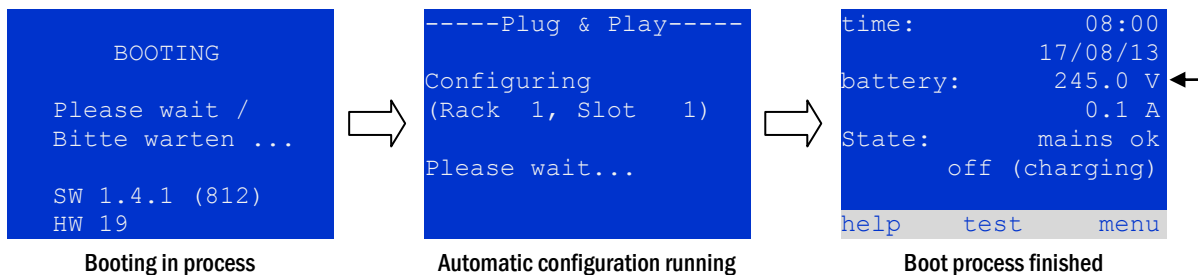 BOOTING
Please wait /
Bitte warten ...
SW 1.4.1 (812)
HW 19
Booting in process
-----Plug & Play-----
Configuring
(Rack 1, Slot 1)
Please wait...
Automatic configuration running
time: 08:00
17/08/13
battery: 245.0 V
0.1 A
State: mains ok
off (charging)
help test menu
Boot process finished